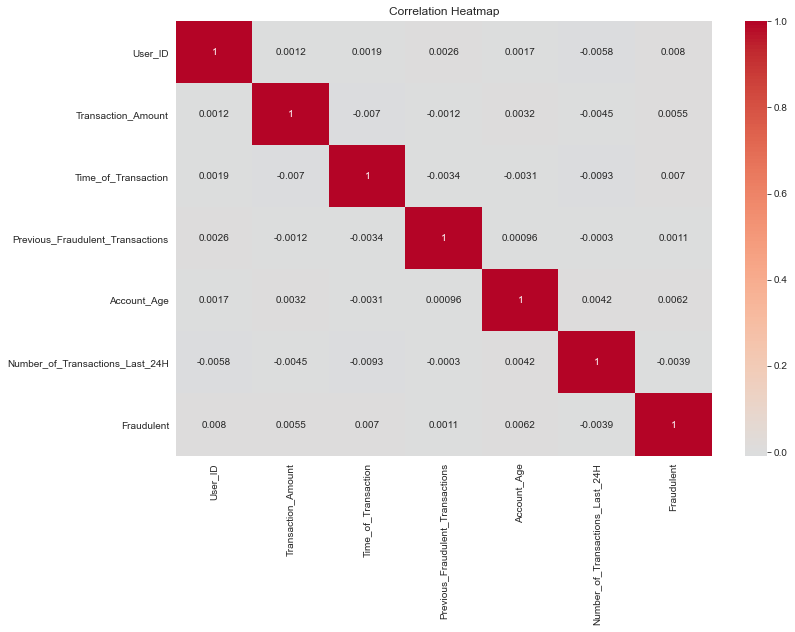 Correlation Heatmap
User_ID 1 0.0012 0.0019 0.0026 0.0017 -0.0058 0.008
Transaction_Amount 0.0012 1 -0.007 -0.0012 0.0032 -0.0045 0.0055
Time_of_Transaction 0.0019 -0.007 1 -0.0034 -0.0031 -0.0093 0.007
Previous_Fraudulent_Transactions 0.0026 -0.0012 -0.0034 1 0.00096 -0.0003 0.0011
Account_Age 0.0017 0.0032 -0.0031 0.00096 1 0.0042 0.0062
Number_of_Transactions_Last_24H -0.0058 -0.0045 -0.0093 -0.0003 0.0042 1 -0.0039
Fraudulent 0.008 0.0055 0.007 0.0011 0.0062 -0.0039 1
User_ID
Transaction_Amount
Time_of_Transaction
Previous_Fraudulent_Transactions
Account_Age
Number_of_Transactions_Last_24H
Fraudulent
1.0
0.8
0.6
0.4
0.2
0.0